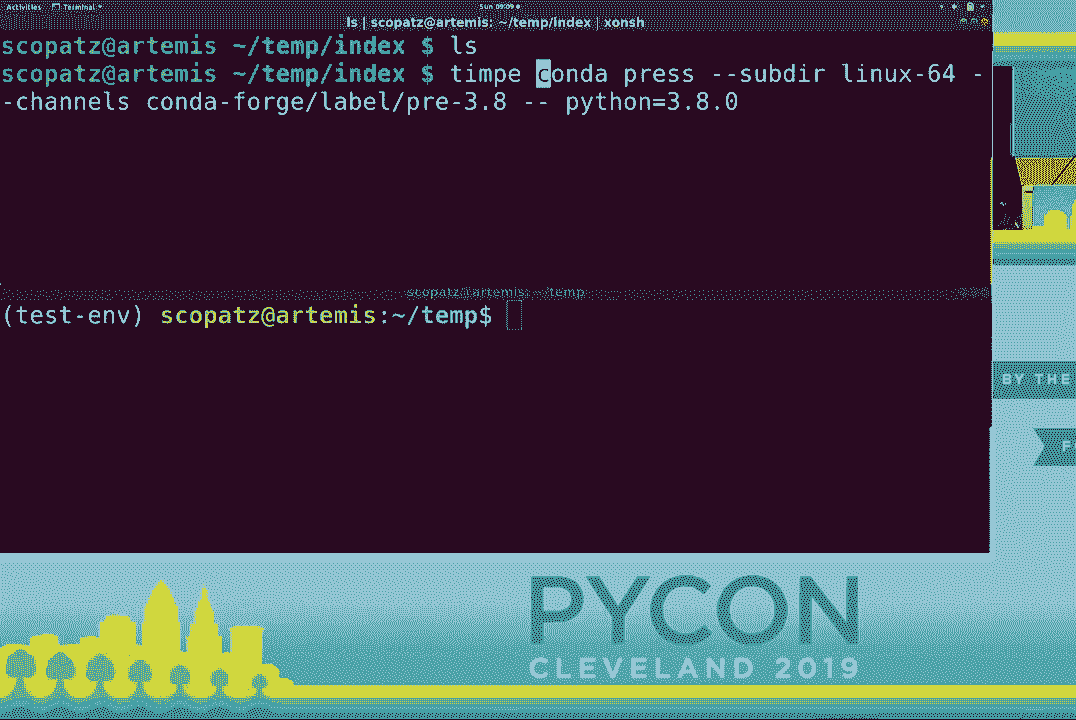 Activities Terminal Sun 09:09
ls | scopatz@artemis: ~/temp/index | xonsh
scopatz@artemis ~/temp/index $ ls
scopatz@artemis ~/temp/index $ timpe conda press --subdir linux-64 -
-channels conda-forge/label/pre-3.8 -- python=3.8.0
scopatz@artemis: ~/temp
(test-env) scopatz@artemis:~/temp$
BY THE
F
PYCON
CLEVELAND 2019